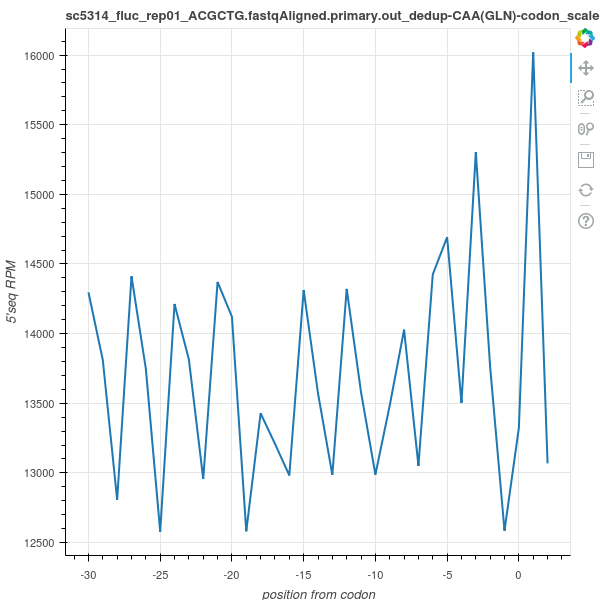 sc5314_fluc_rep01_ACGCTG.fastqAligned.primary.out_dedup-CAA(GLN)-codon_scale
16000
15500
15000
14500
14000
13500
13000
12500
5'seq RPM
-30 -25 -20 -15 -10 -5 0
position from codon